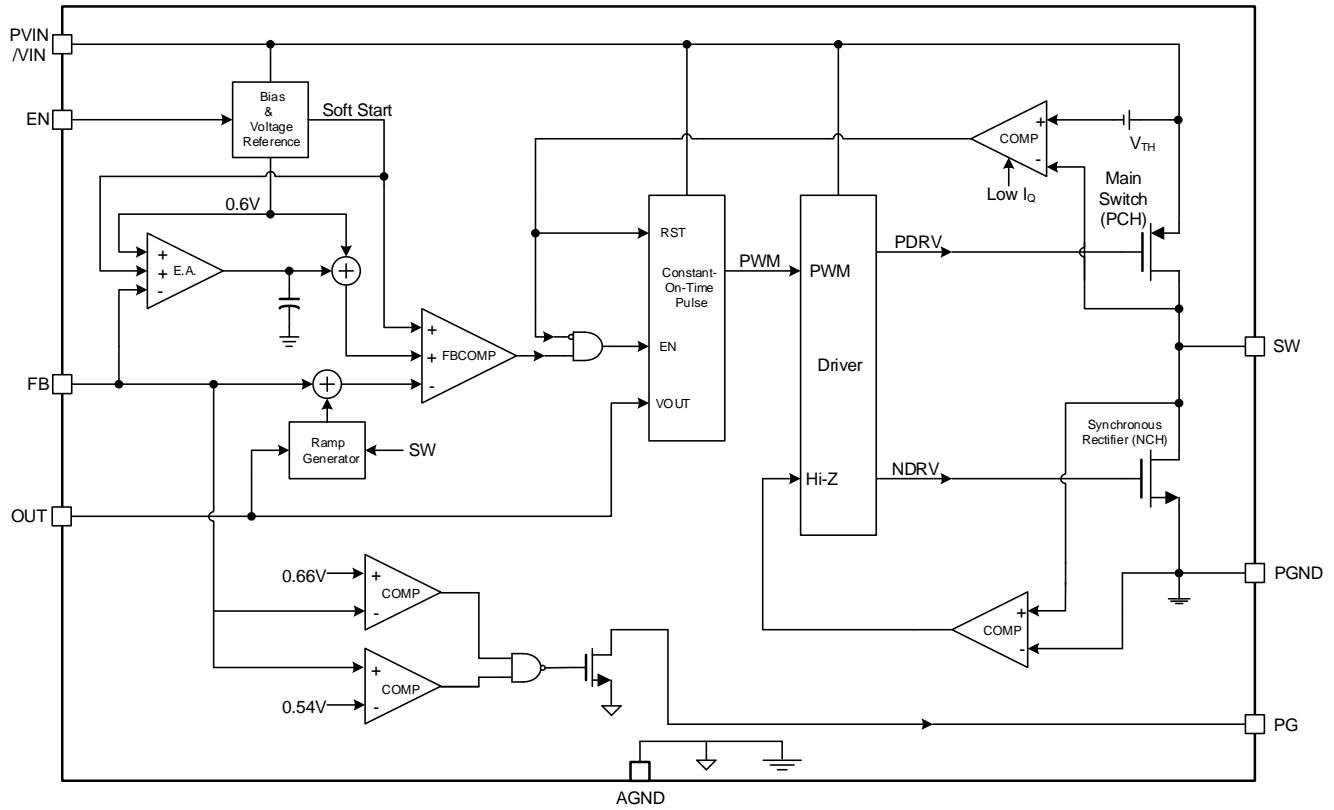 PVIN
/VIN
EN
Bias
&
Voltage
Reference
Soft Start
0.6V
+
+
E.A.
-
+
+
+
FBCOMP
-
FB
+
Ramp
Generator
SW
OUT
RST
Constant-
On-Time
Pulse
EN
VOUT
PWM
PWM
Driver
Hi-Z
PDRV
NDRV
+
COMP
-
Low IQ
VTH
Main
Switch
(PCH)
SW
Synchronous
Rectifier (NCH)
PGND
+
COMP
-
0.66V
+
COMP
-
+
COMP
0.54V
-
PG
AGND